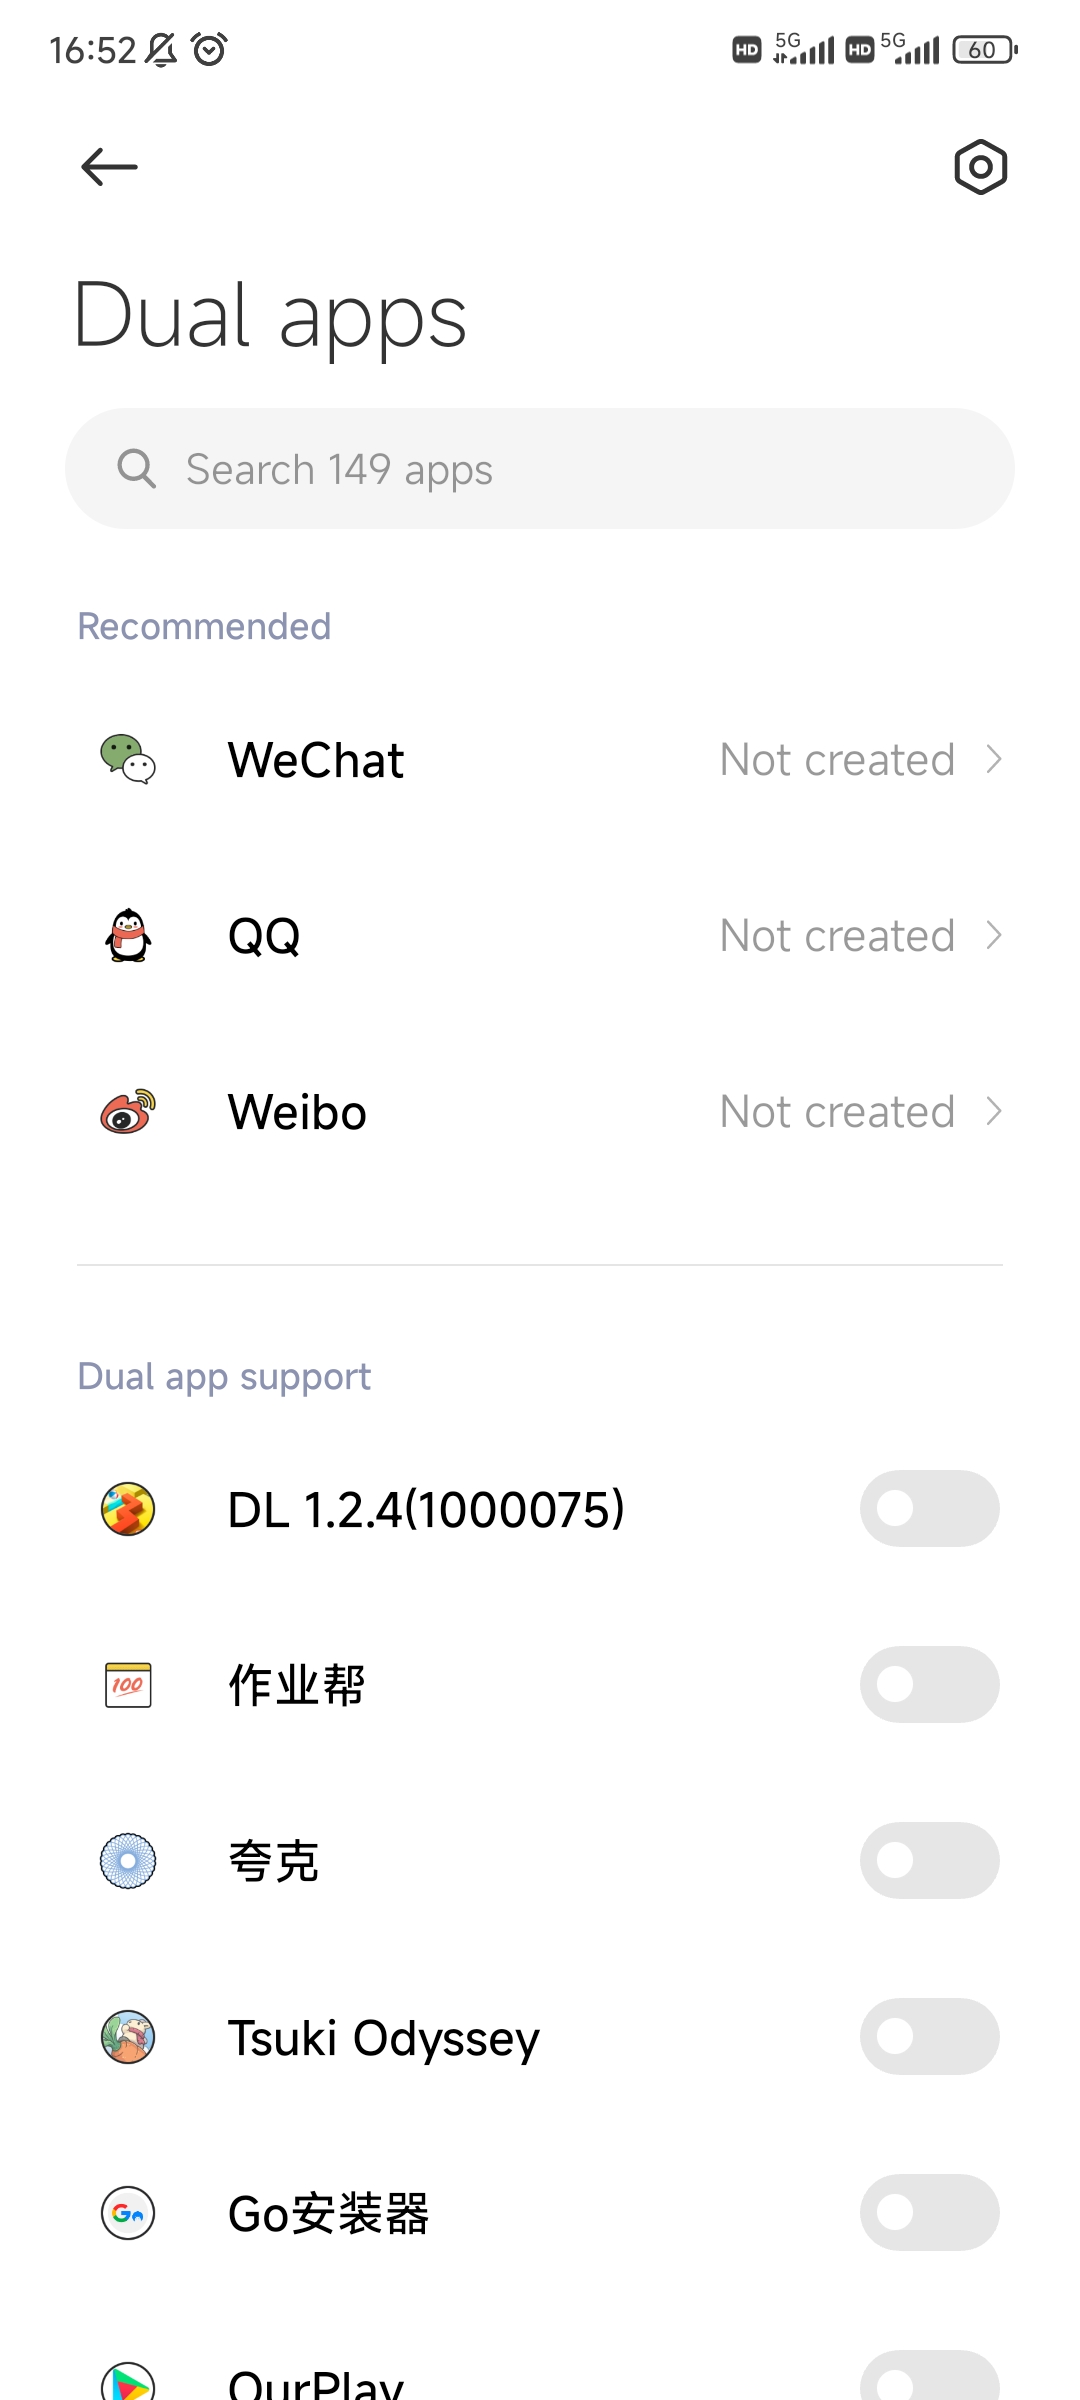 16:52
HD 5G HD 5G 60
Dual apps
Search 149 apps
Recommended
WeChat Not created
QQ Not created
Weibo Not created
Dual app support
DL 1.2.4(1000075)
100 作业帮
夸克
Tsuki Odyssey
Go Go安装器
OurPlay